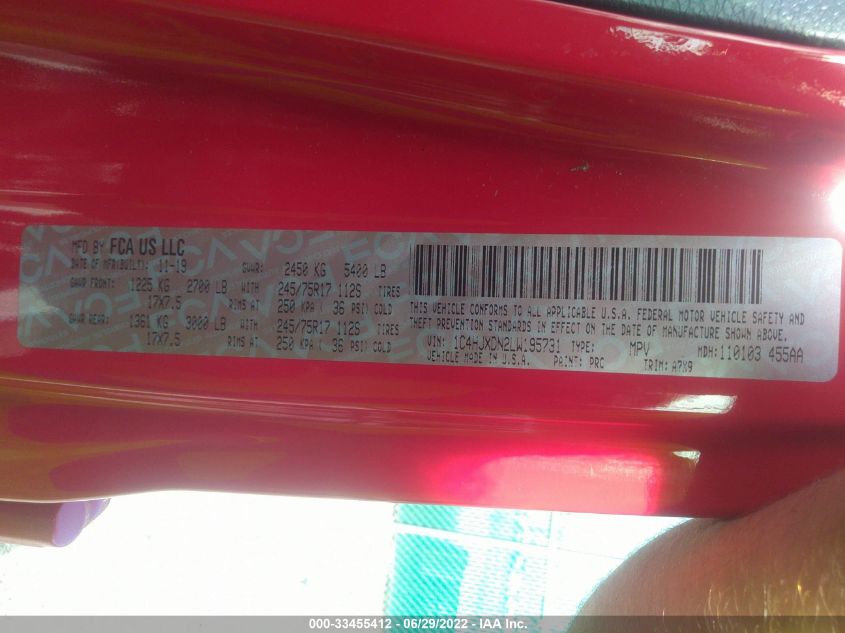 MFD BY FCA US LLC
DATE OF MFR(BUILT): 11-19 GVWR: 2450 KG 5400 LB
GAWR FRONT: 1225 KG 2700 LB WITH 245/75R17 112S TIRES
17X7.5 RIMS AT 250 KPA ( 36 PSI) COLD
GAWR REAR: 1361 KG 3000 LB WITH 245/75R17 112S TIRES
17X7.5 RIMS AT 250 KPA ( 36 PSI) COLD
THIS VEHICLE CONFORMS TO ALL APPLICABLE U.S.A. FEDERAL MOTOR VEHICLE SAFETY AND
THEFT PREVENTION STANDARDS IN EFFECT ON THE DATE OF MANUFACTURE SHOWN ABOVE.
VIN: 1C4HJXDN2LW195731 TYPE: MPV MDH: 110103 455AA
VEHICLE MADE IN U.S.A. PAINT: PRC TRIM: A7X9
000-33455412 - 06/29/2022 - IAA Inc.